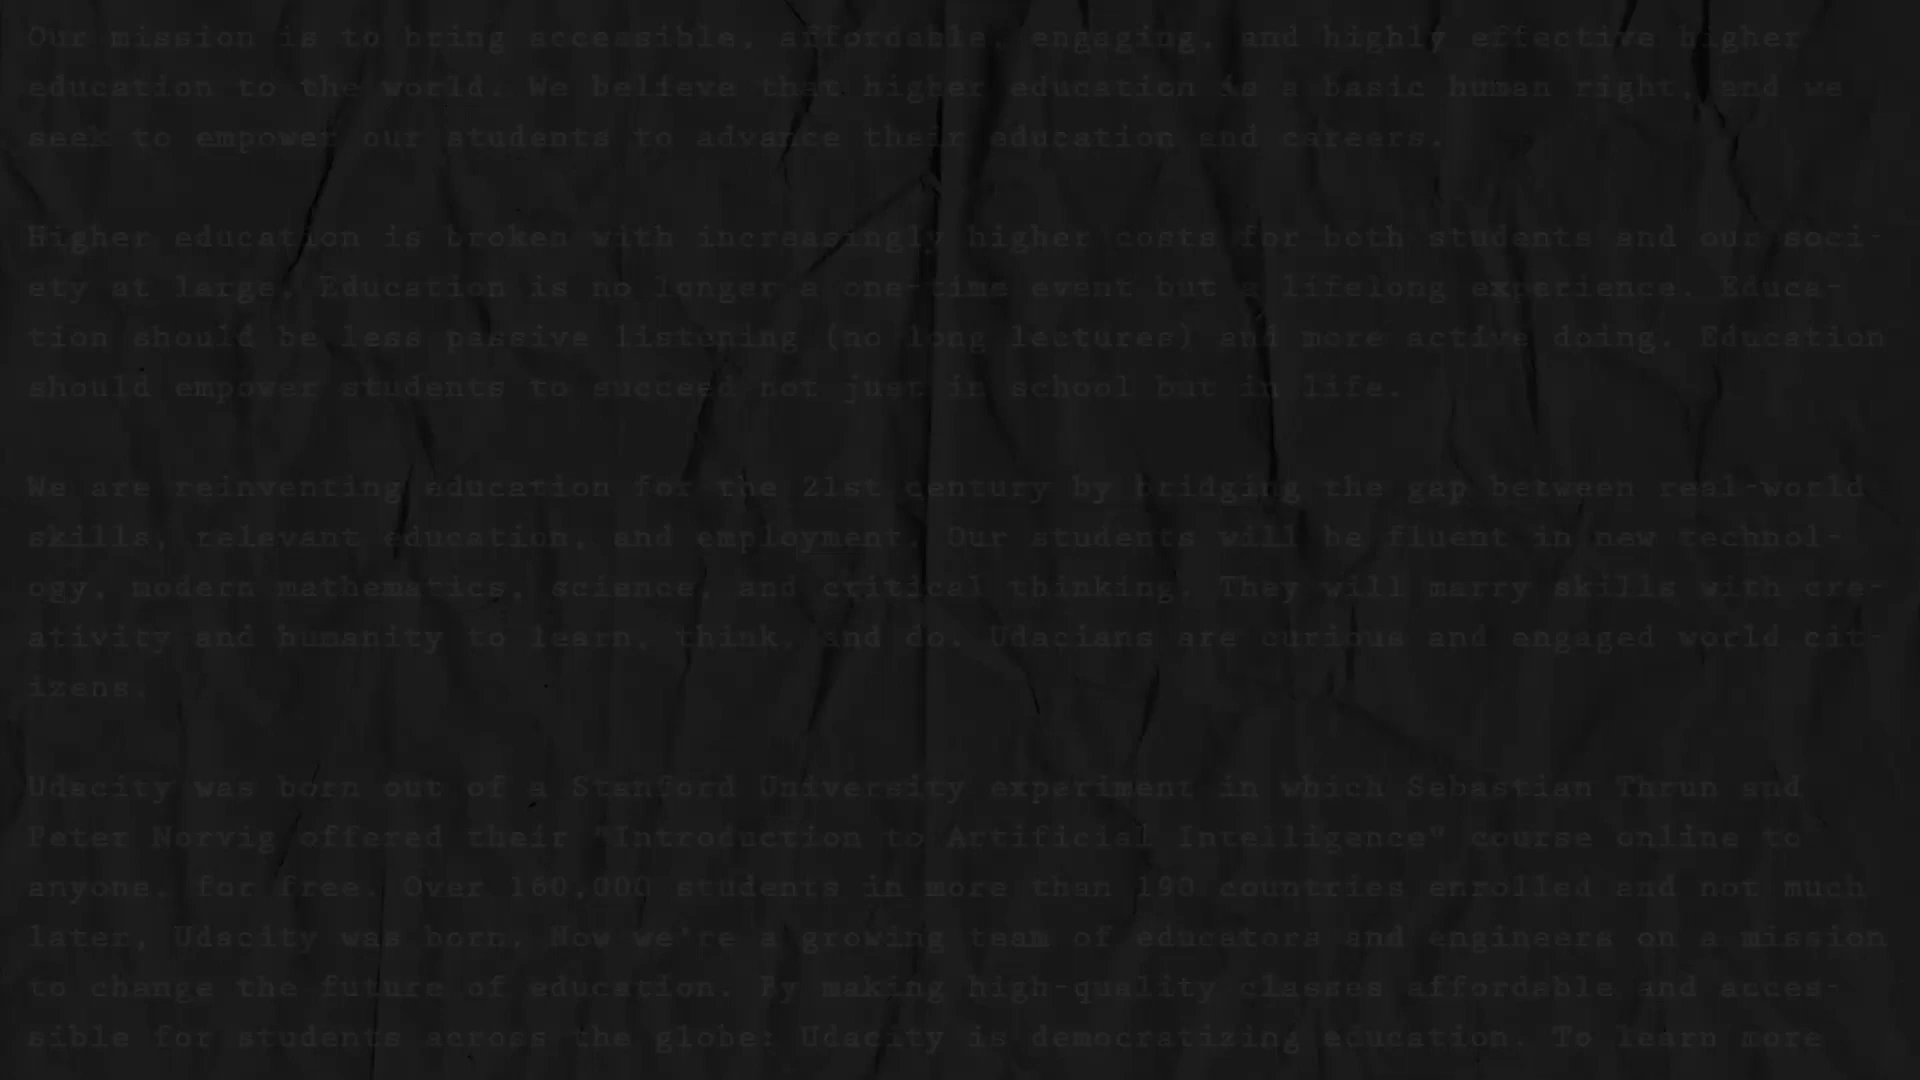 Our mission is to bring accessible, affordable, engaging, and highly effective higher
education to the world. We believe that higher education is a basic human right, and we
seek to empower our students to advance their education and careers.
Higher education is broken with increasingly higher costs for both students and our soci-
ety at large. Education is no longer a one-time event but a lifelong experience. Educa-
tion should be less passive listening (no long lectures) and more active doing. Education
should empower students to succeed not just in school but in life.
We are reinventing education for the 21st century by bridging the gap between real-world
skills, relevant education, and employment. Our students will be fluent in new technol-
ogy, modern mathematics, science, and critical thinking. They will marry skills with cre-
ativity and humanity to learn, think, and do. Udacians are curious and engaged world cit-
izens.
Udacity was born out of a Stanford University experiment in which Sebastian Thrun and
Peter Norvig offered their "Introduction to Artificial Intelligence" course online to
anyone, for free. Over 160,000 students in more than 190 countries enrolled and not much
later, Udacity was born. Now we're a growing team of educators and engineers on a mission
to change the future of education. By making high-quality classes affordable and acces-
sible for students across the globe: Udacity is democratizing education. To learn more